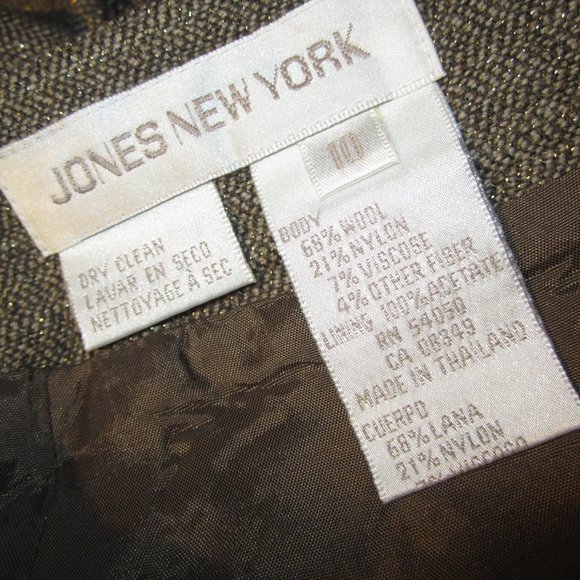 JONES NEW YORK
10
DRY CLEAN
LAVAR EN SECO
NETTOYAGE À SEC
BODY
68% WOOL
21% NYLON
7% VISCOSE
4% OTHER FIBER
LINING 100% ACETATE
RN 54050
CA 08349
MADE IN THAILAND
CUERPO
68% LANA
21% NYLON